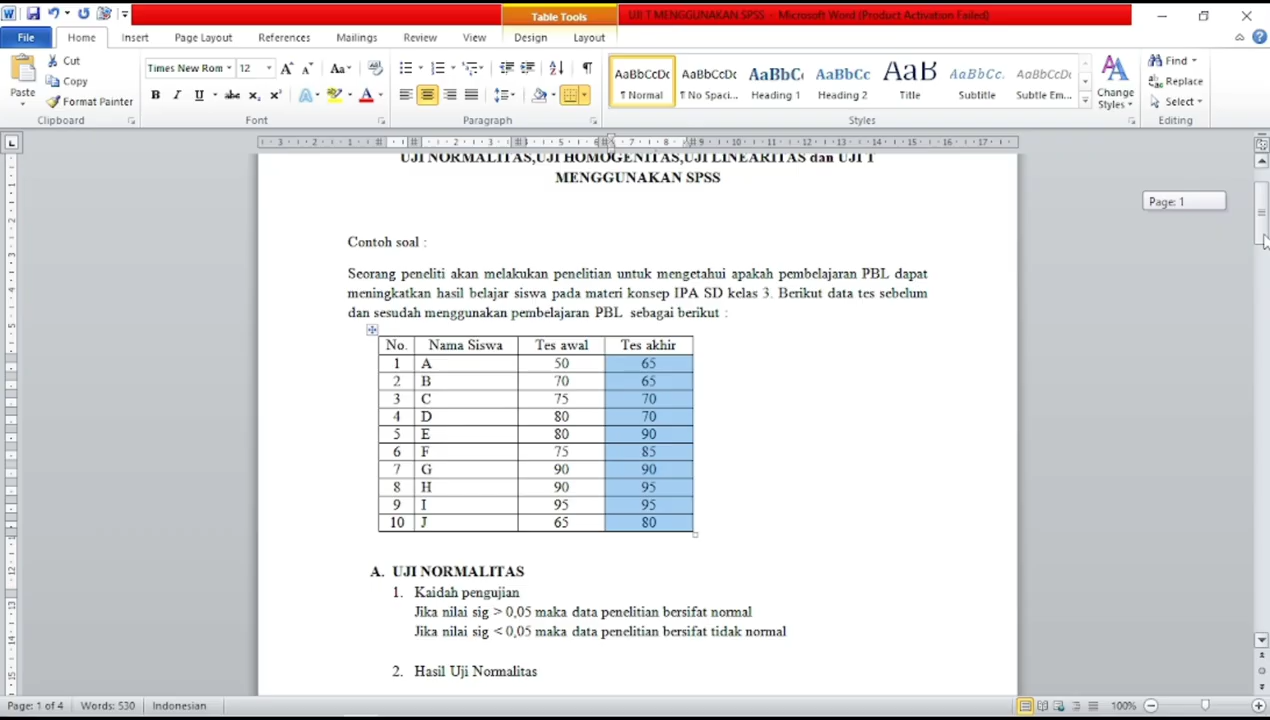 Table Tools
UJI T MENGGUNAKAN SPSS - Microsoft Word (Product Activation Failed)
File Home Insert Page Layout References Mailings Review View Design Layout
Paste
Cut
Copy
Format Painter
Clipboard
Times New Rom 12
Font
Paragraph
AaBbCcDc AaBbCcDc AaBbC AaBbCc AaB AaBbCc. AaBbCcDc
¶ Normal ¶ No Spaci... Heading 1 Heading 2 Title Subtitle Subtle Em...
Change Styles
Styles
Find
Replace
Select
Editing
UJI NORMALITAS,UJI HOMOGENITAS,UJI LINEARITAS dan UJI T
MENGGUNAKAN SPSS
Page: 1
Contoh soal :
Seorang peneliti akan melakukan penelitian untuk mengetahui apakah pembelajaran PBL dapat
meningkatkan hasil belajar siswa pada materi konsep IPA SD kelas 3. Berikut data tes sebelum
dan sesudah menggunakan pembelajaran PBL sebagai berikut :
No. Nama Siswa Tes awal Tes akhir
1 A 50 65
2 B 70 65
3 C 75 70
4 D 80 70
5 E 80 90
6 F 75 85
7 G 90 90
8 H 90 95
9 I 95 95
10 J 65 80
A. UJI NORMALITAS
1. Kaidah pengujian
Jika nilai sig > 0,05 maka data penelitian bersifat normal
Jika nilai sig < 0,05 maka data penelitian bersifat tidak normal
2. Hasil Uji Normalitas
Page: 1 of 4 Words: 530 Indonesian 100%